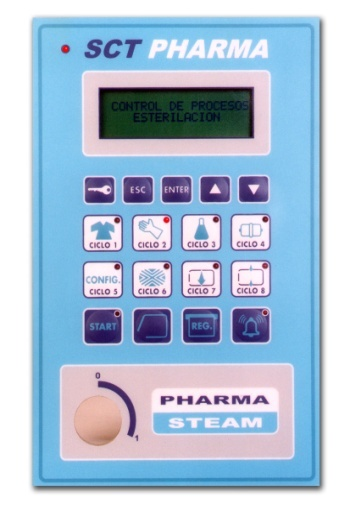 SCT PHARMA
CONTROL DE PROCESOS
ESTERILACION
ESC ENTER
CICLO 1 CICLO 2 CICLO 3 CICLO 4
CONFIG.
CICLO 5 CICLO 6 CICLO 7 CICLO 8
START REG.
0
1
PHARMA
STEAM